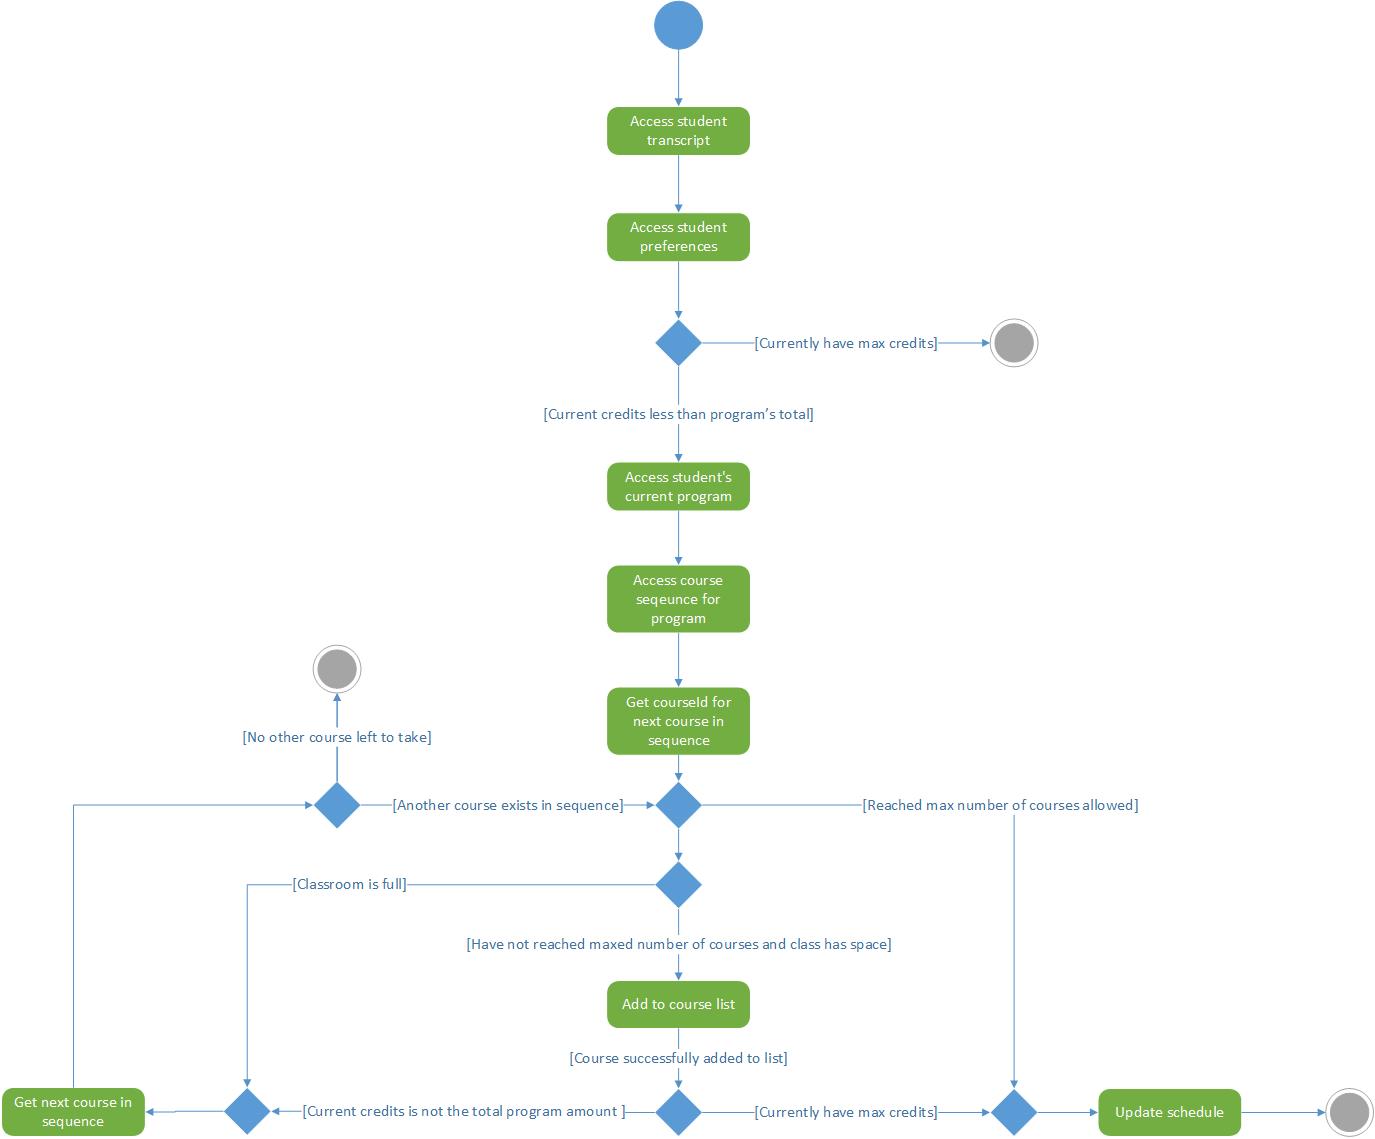 Access student
transcript
Access student
preferences
[Currently have max credits]
[Current credits less than program’s total]
Access student's
current program
Access course
seqeunce for
program
Get courseId for
next course in
sequence
[No other course left to take]
[Another course exists in sequence]
[Reached max number of courses allowed]
[Classroom is full]
[Have not reached maxed number of courses and class has space]
Add to course list
[Course successfully added to list]
Get next course in
sequence
[Current credits is not the total program amount ]
[Currently have max credits]
Update schedule